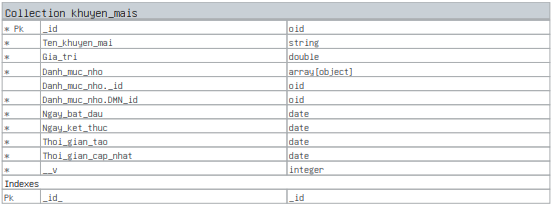 Collection khuyen_mais
* Pk _id oid
* Ten_khuyen_mai string
* Gia_tri double
* Danh_muc_nho array[object]
Danh_muc_nho._id oid
* Danh_muc_nho.DMN_id oid
* Ngay_bat_dau date
* Ngay_ket_thuc date
* Thoi_gian_tao date
* Thoi_gian_cap_nhat date
* __v integer
Indexes
Pk _id_ _id